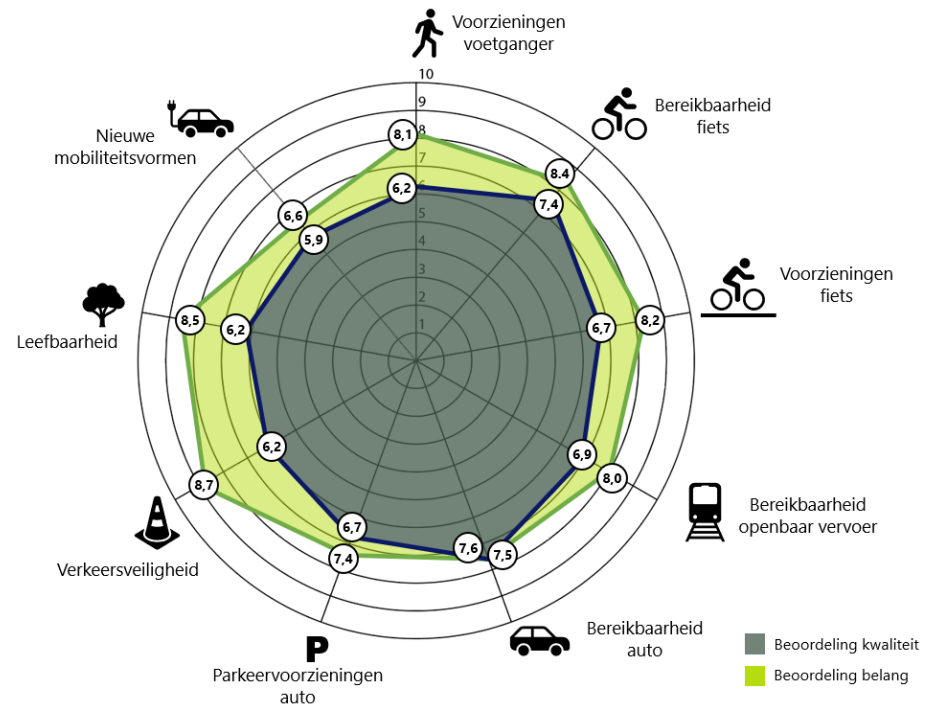 Voorzieningen
voetganger
10
9
8
7
6
5
4
3
2
1
8,1
6,2
Bereikbaarheid
fiets
8.4
7,4
Voorzieningen
fiets
8,2
6,7
Bereikbaarheid
openbaar vervoer
6,9
8,0
Bereikbaarheid
auto
7,6
7,5
P
Parkeervoorzieningen
auto
6,7
7,4
Verkeersveiligheid
6,2
8,7
Leefbaarheid
8,5
6,2
Nieuwe
mobiliteitsvormen
6,6
5,9
Beoordeling kwaliteit
Beoordeling belang